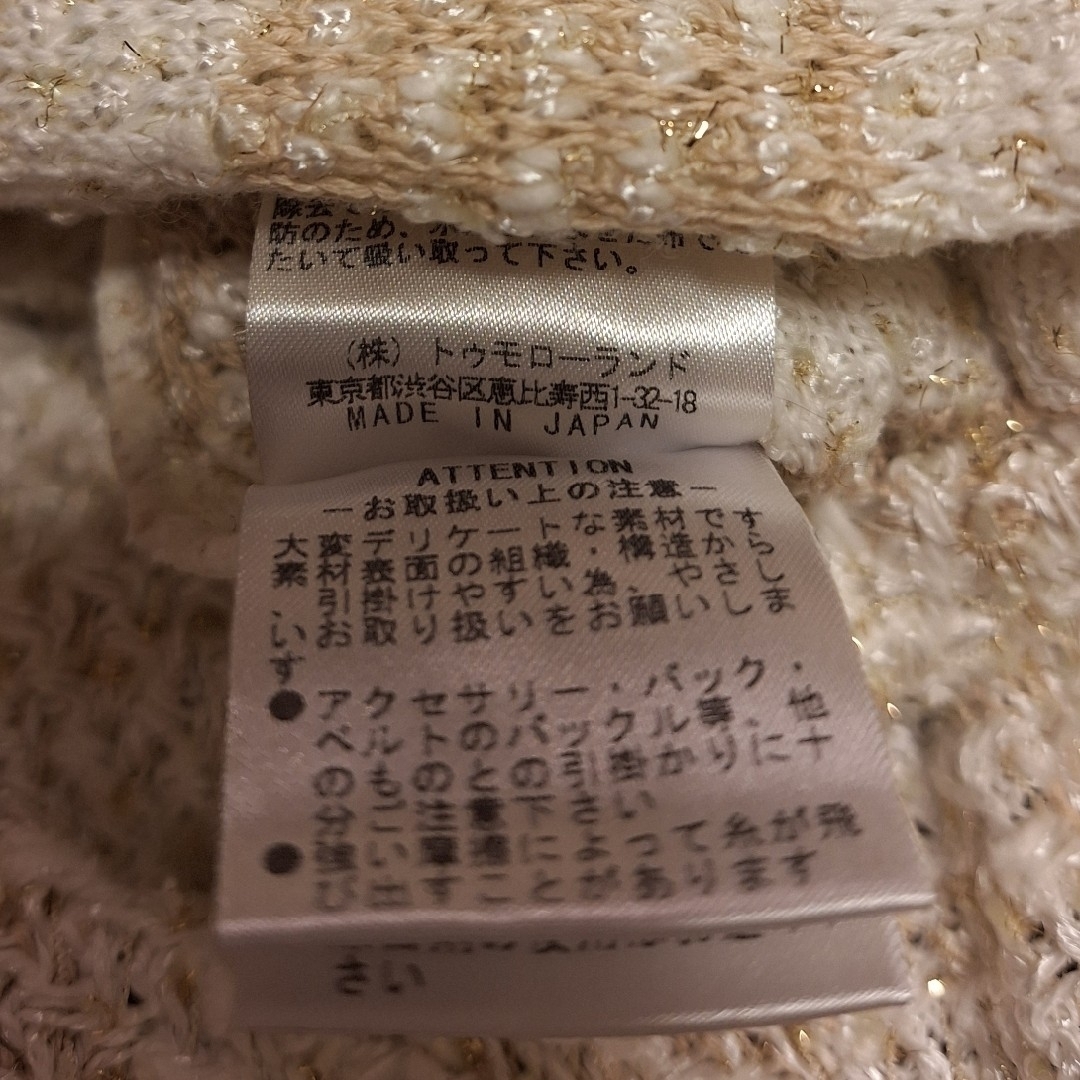 防のため、
たいて吸い取って下さい。
(株) トゥモローランド
東京都渋谷区恵比寿西1-32-18
MADE IN JAPAN
ATTENTION
－お取扱い上の注意－
大変デリケートな素材です
素材表面の組織・構造から
、引掛けやすい為、やさし
いお取り扱いをお願いしま
す
●アクセサリー・バック・
ベルトのバックル等、他
のもとの引掛かりに十
分ご注意下さい
●強い摩擦によって糸が飛
び出すことがあります
さい